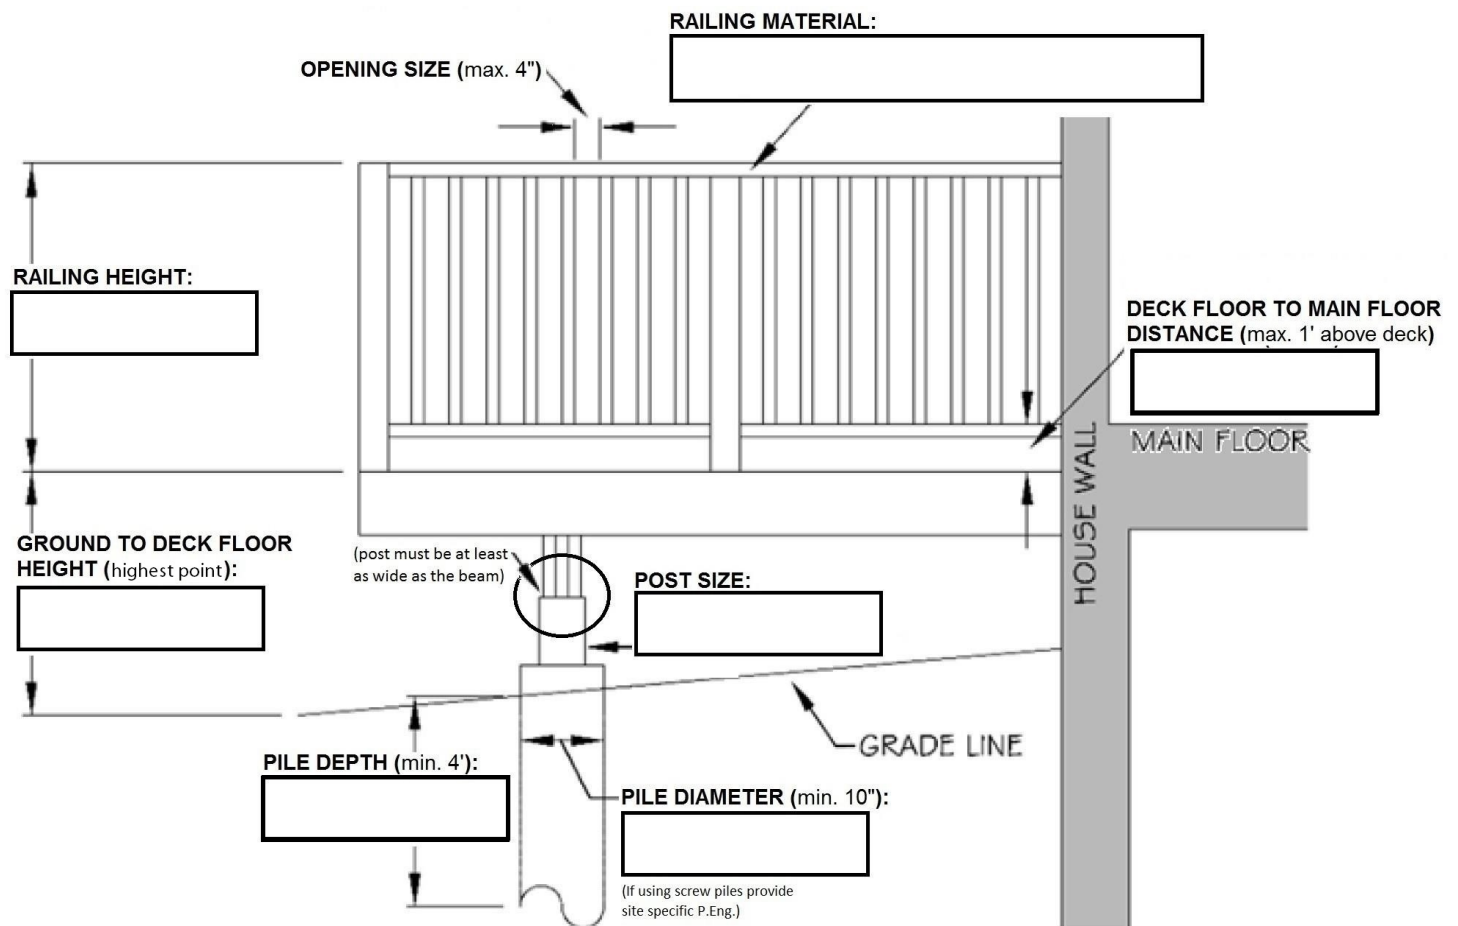 RAILING MATERIAL:
OPENING SIZE (max. 4")
RAILING HEIGHT:
DECK FLOOR TO MAIN FLOOR
DISTANCE (max. 1' above deck)
MAIN FLOOR
HOUSE WALL
GROUND TO DECK FLOOR
HEIGHT (highest point):
(post must be at least
as wide as the beam)
POST SIZE:
GRADE LINE
PILE DEPTH (min. 4'):
PILE DIAMETER (min. 10"):
(If using screw piles provide
site specific P.Eng.)